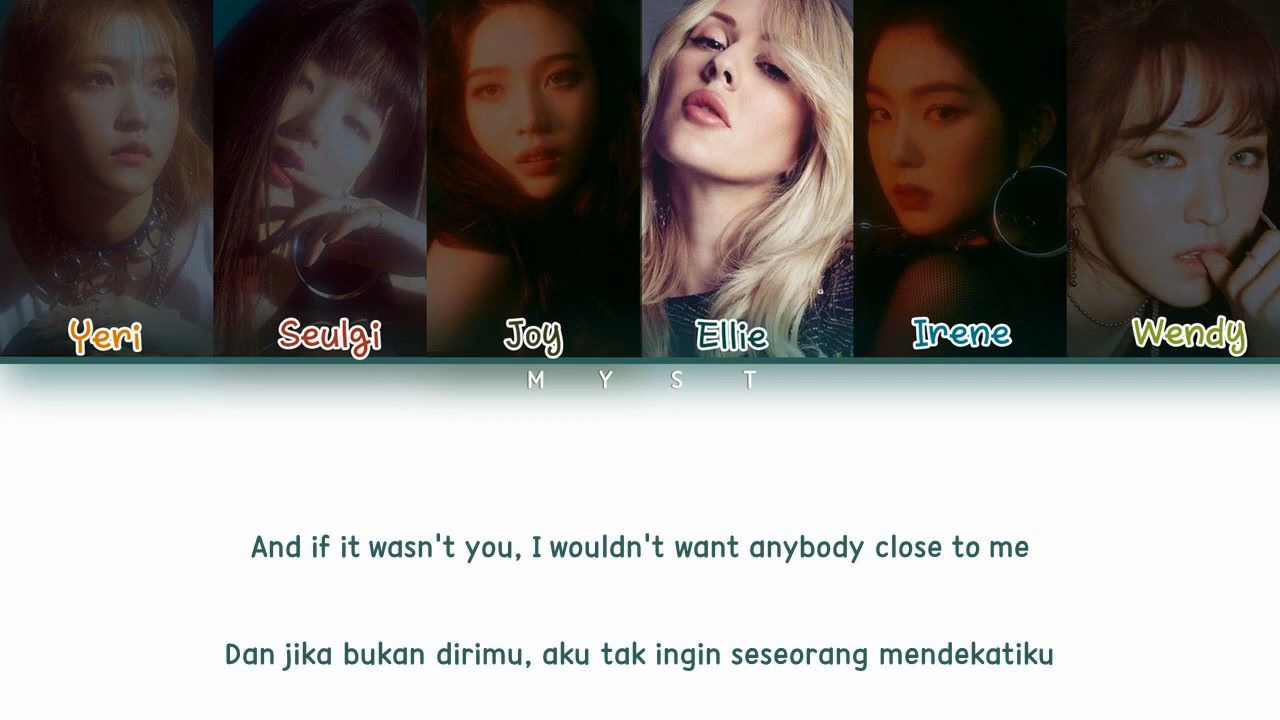 Yeri Seulgi Joy Ellie Irene Wendy
M Y S T
And if it wasn't you, I wouldn't want anybody close to me
Dan jika bukan dirimu, aku tak ingin seseorang mendekatiku